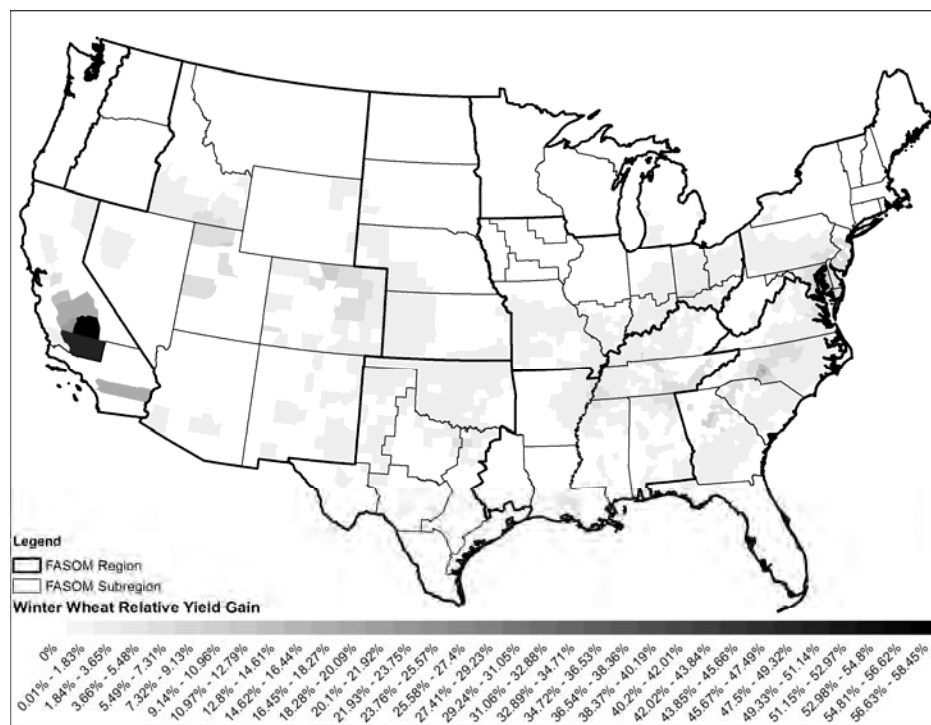 Legend
FASOM Region
FASOM Subregion
Winter Wheat Relative Yield Gain
0%
0.01% - 1.83%
1.84% - 3.65%
3.66% - 5.48%
5.49% - 7.31%
7.32% - 9.13%
9.14% - 10.96%
10.97% - 12.79%
12.8% - 14.61%
14.62% - 16.44%
16.45% - 18.27%
18.28% - 20.09%
20.1% - 21.92%
21.93% - 23.75%
23.76% - 25.57%
25.58% - 27.4%
27.41% - 29.23%
29.24% - 31.05%
31.06% - 32.88%
32.89% - 34.71%
34.72% - 36.53%
36.54% - 38.36%
38.37% - 40.19%
40.2% - 42.01%
42.02% - 43.84%
43.85% - 45.66%
45.67% - 47.49%
47.5% - 49.32%
49.33% - 51.14%
51.15% - 52.97%
52.98% - 54.8%
54.81% - 56.62%
56.63% - 58.45%